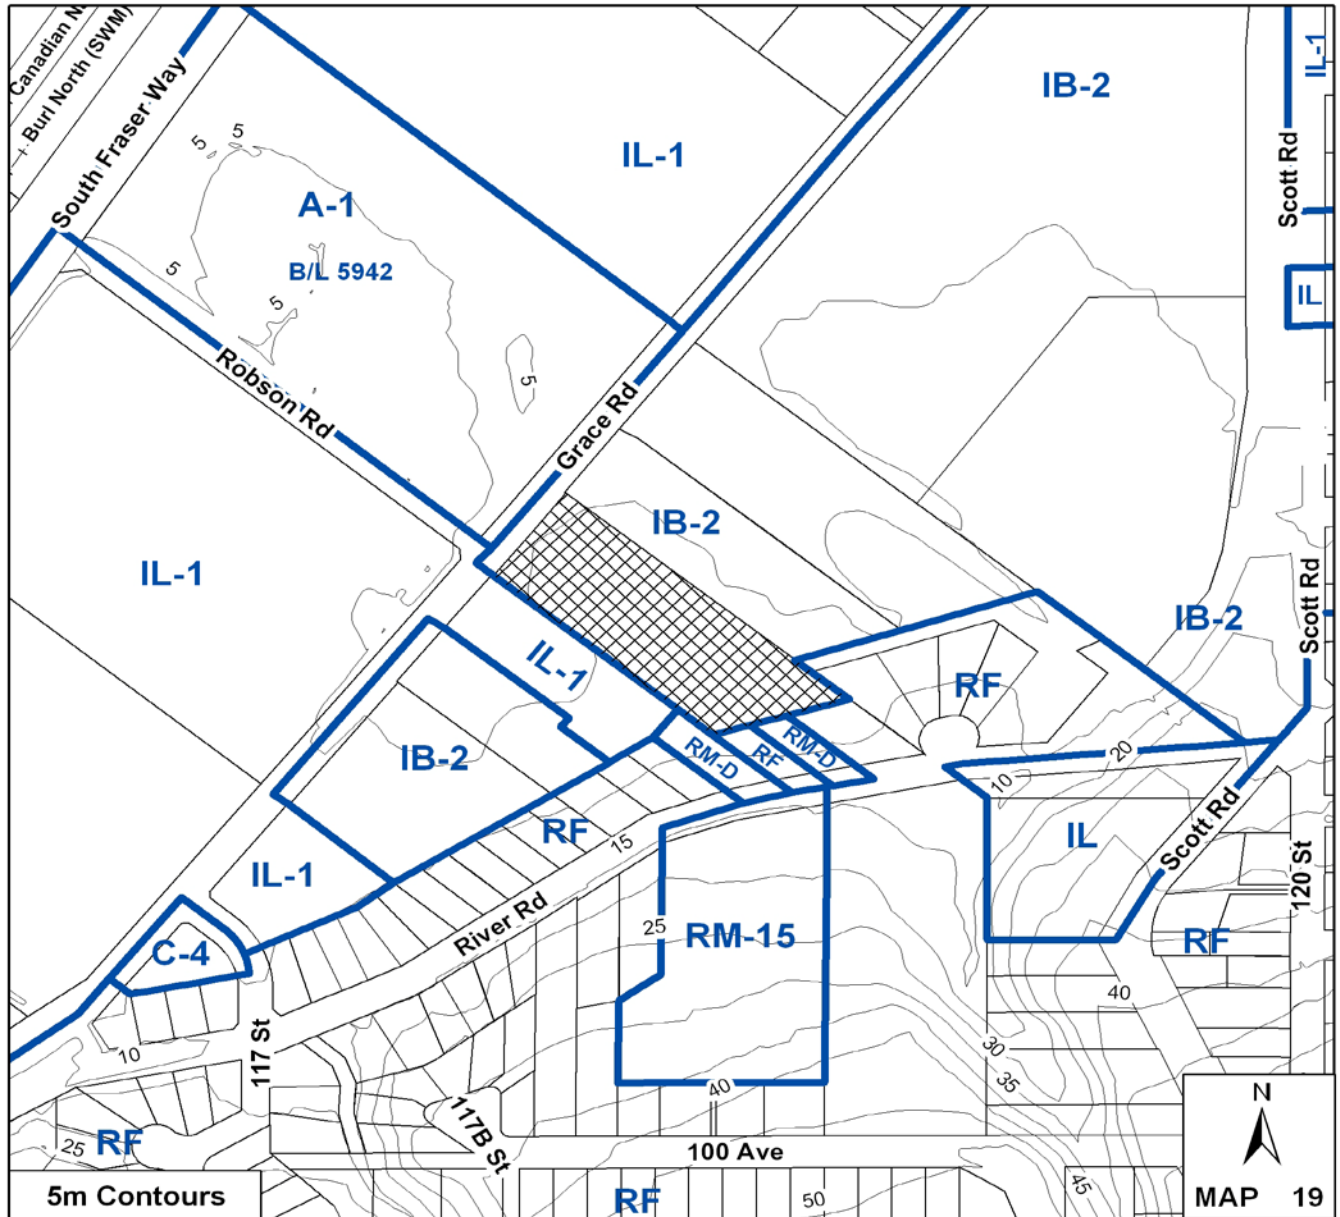 Canadian
Burl North (SWM)
South Fraser Way
IB-2
IL-1
Scott Rd
IL-1
5
5
A-1
B/L 5942
5
5
IL
Robson Rd
5
Grace Rd
IB-2
IL-1
Scott Rd
IB-2
IL-1
RF
RM-D
RF
RM-D
IB-2
20
10
RF
15
IL
Scott Rd
120 St
IL-1
River Rd
25
RM-15
RF
C-4
40
10
117 St
30
35
40
117B St
N
RF
25
100 Ave
45
5m Contours
RF
50
MAP 19